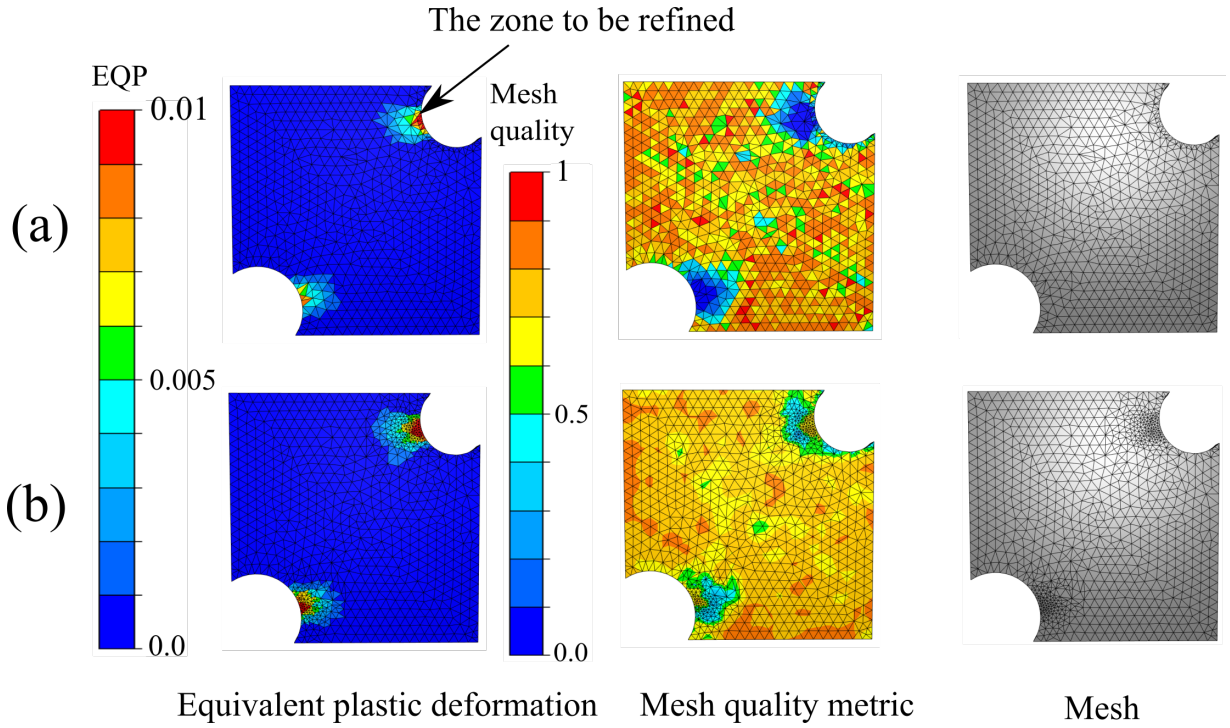 The zone to be refined
EQP
0.01
Mesh
quality
1
(a)
0.005
0.5
(b)
0.0
0.0
Equivalent plastic deformation
Mesh quality metric
Mesh